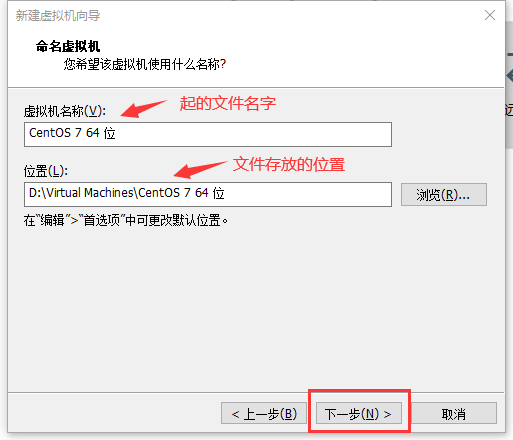 新建虚拟机向导
命名虚拟机
您希望该虚拟机使用什么名称?
虚拟机名称(V):
起的文件名字
CentOS 7 64 位
位置(L):
文件存放的位置
D:\Virtual Machines\CentOS 7 64 位
浏览(R)...
在“编辑”>“首选项”中可更改默认位置。
< 上一步(B)
下一步(N) >
取消
远